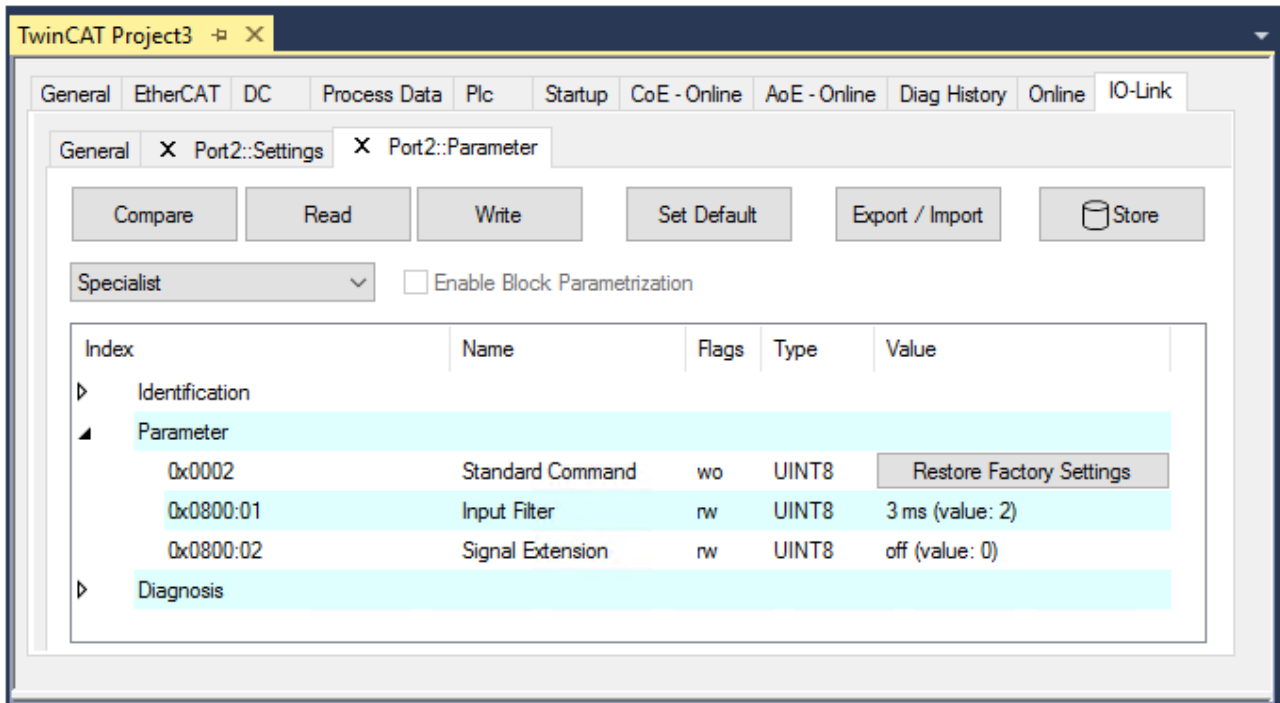 TwinCAT Project3
General EtherCAT DC Process Data Plc Startup CoE - Online AoE - Online Diag History Online IO-Link
General Port2::Settings Port2::Parameter
Compare Read Write Set Default Export / Import Store
Specialist Enable Block Parametrization
Index Name Flags Type Value
Identification
Parameter
0x0002 Standard Command wo UINT8 Restore Factory Settings
0x0800:01 Input Filter rw UINT8 3 ms (value: 2)
0x0800:02 Signal Extension rw UINT8 off (value: 0)
Diagnosis